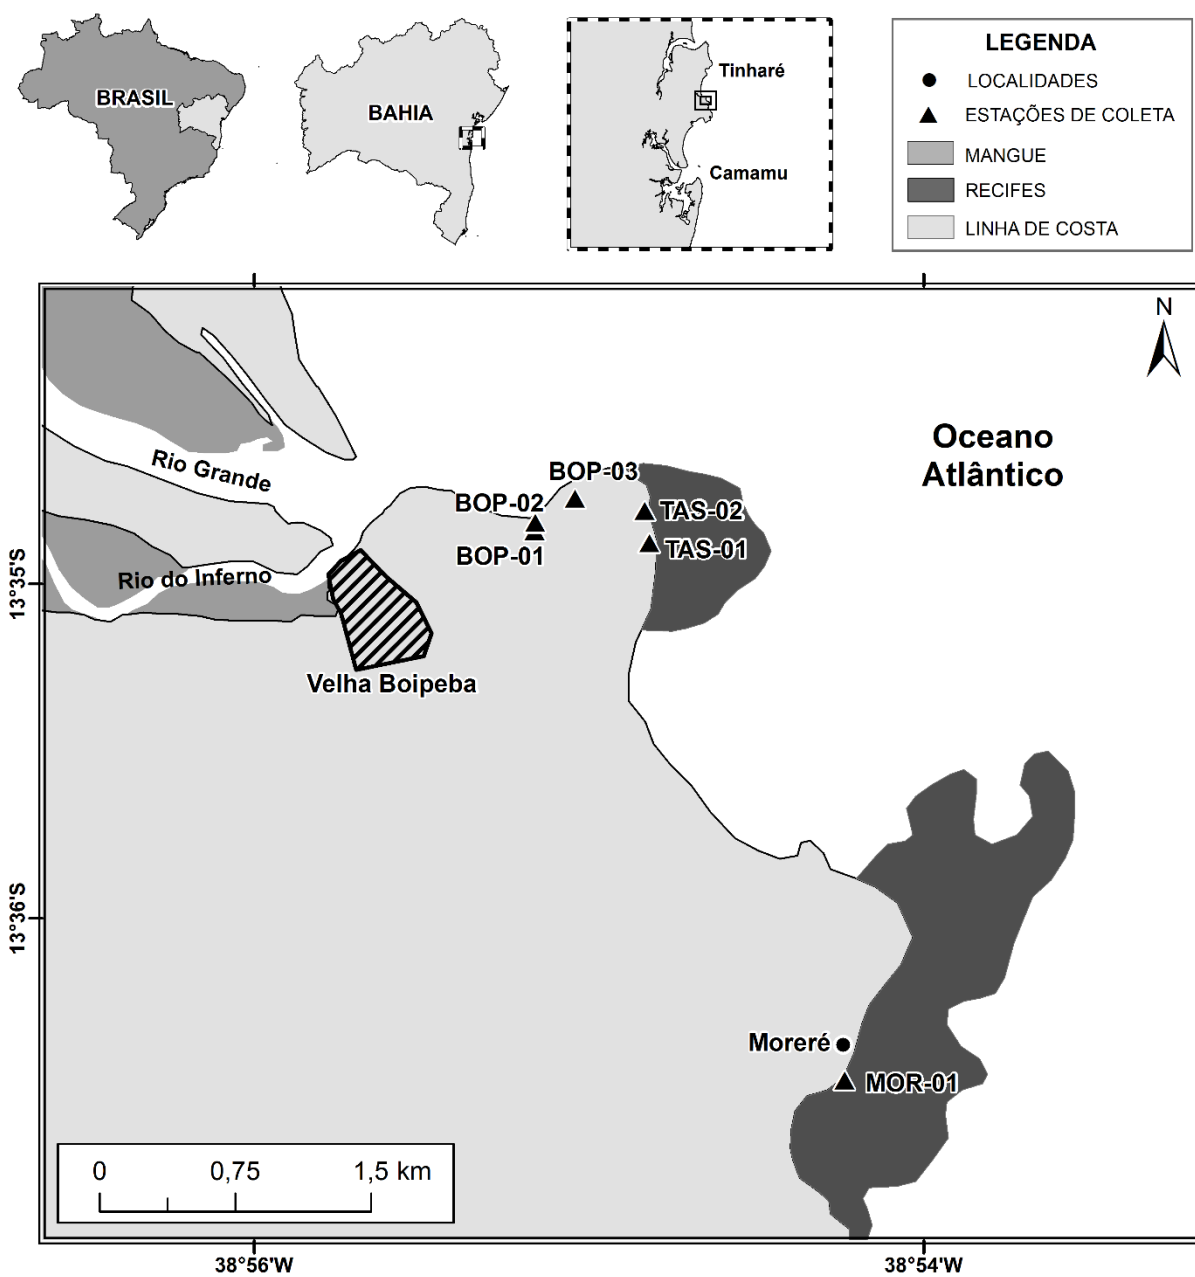 BRASIL
BAHIA
Tinharé
Camamu
LEGENDA
LOCALIDADES
ESTAÇÕES DE COLETA
MANGUE
RECIFES
LINHA DE COSTA
N
Oceano
Atlântico
Rio Grande
BOP-03
BOP-02
TAS-02
BOP-01
TAS-01
Rio do Inferno
13°35'S
Velha Boipeba
13°36'S
Moreré
MOR-01
0 0,75 1,5 km
38°56'W
38°54'W